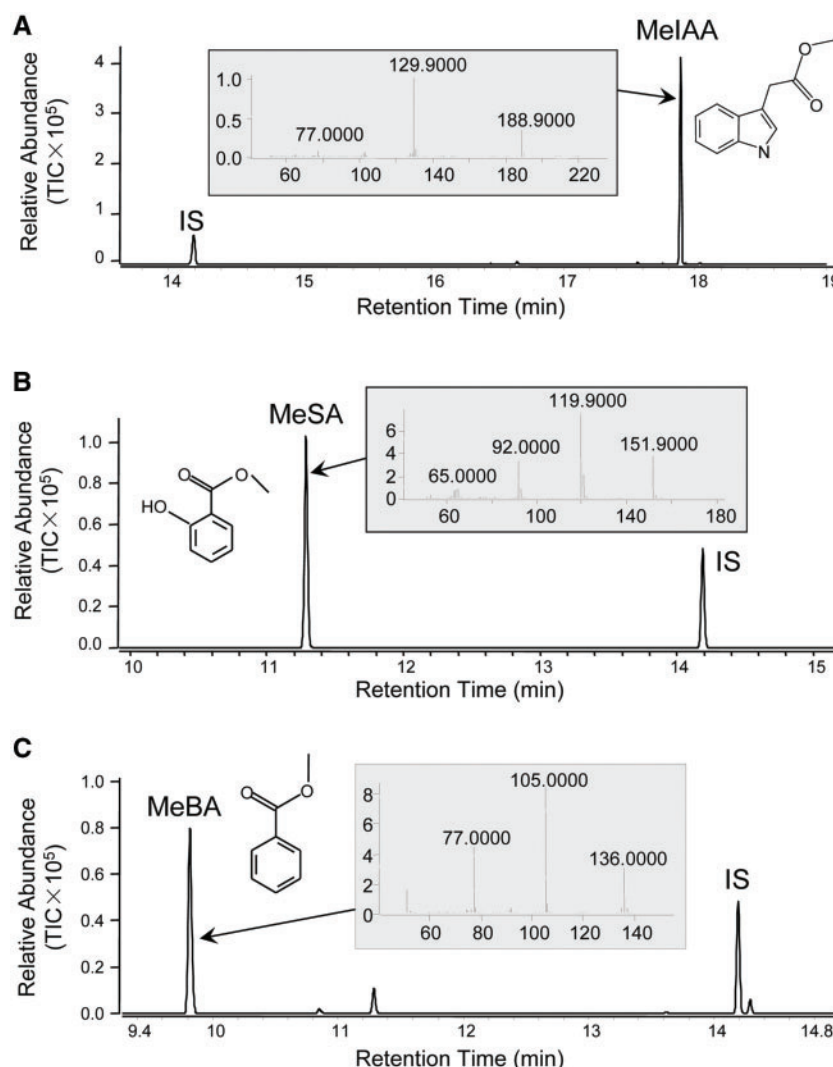 A
Relative Abundance
(TIC×10⁵)
4
3
2
1
0
IS
MeIAA
1.0
0.5
0.0
77.0000
129.9000
188.9000
60
100
140
180
220
O
O
N
14
15
16
17
18
19
Retention Time (min)
B
Relative Abundance
(TIC×10⁵)
1.0
0.8
0.6
0.4
0.2
0.0
MeSA
O
O
HO
6
4
2
0
65.0000
92.0000
119.9000
151.9000
60
100
140
180
IS
10
11
12
13
14
15
Retention Time (min)
C
Relative Abundance
(TIC×10⁵)
1.0
0.8
0.6
0.4
0.2
0.0
MeBA
O
O
8
6
4
2
0
77.0000
105.0000
136.0000
60
80
100
120
140
IS
9.4
10
11
12
13
14
14.8
Retention Time (min)